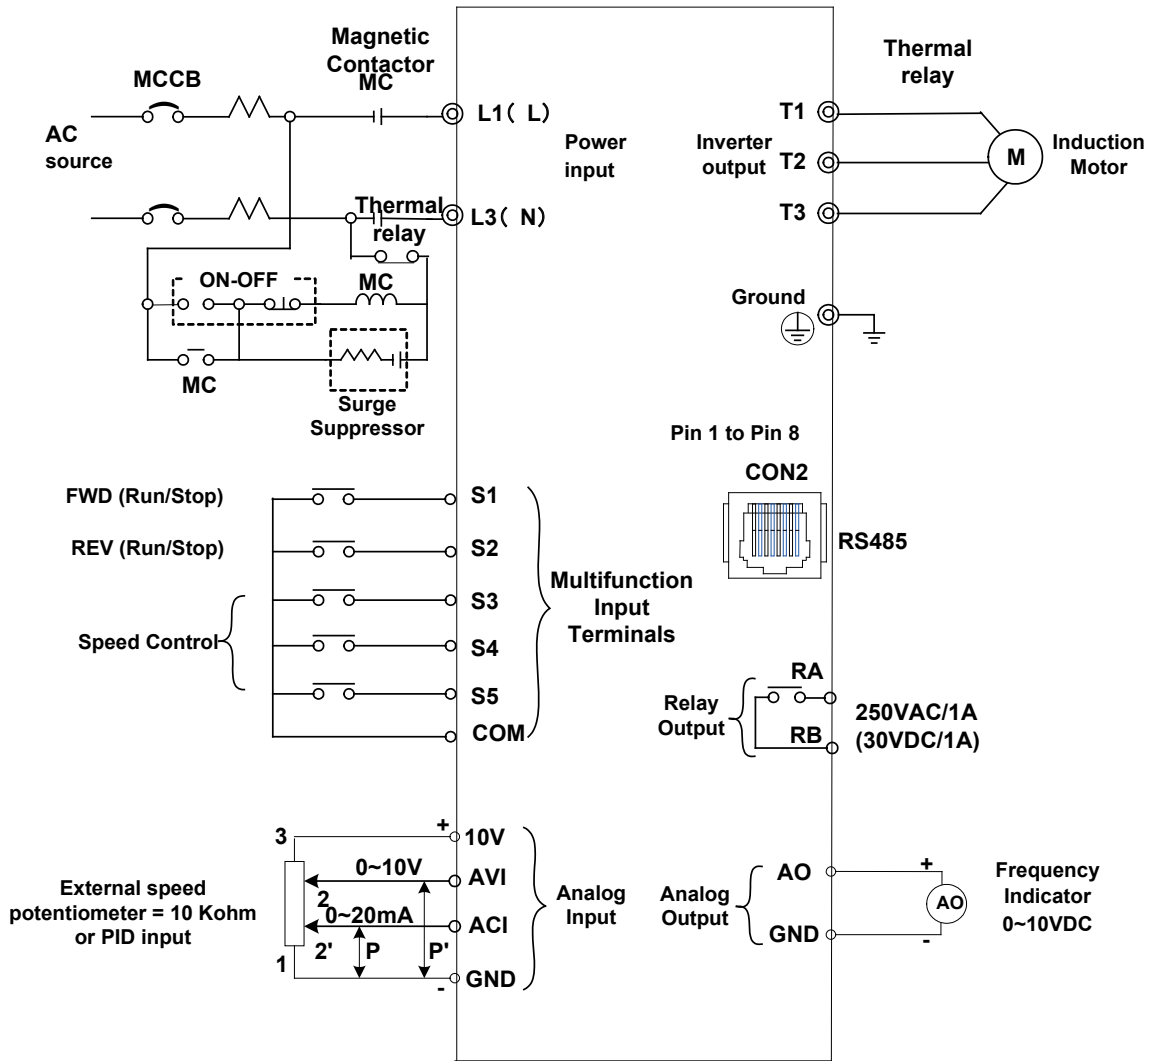 Magnetic
Contactor
MC
MCCB
AC
source
L1( L)
Power
input
L3( N)
Thermal
relay
ON-OFF
MC
MC
Surge
Suppressor
Inverter
output
T1
T2
T3
Thermal
relay
M
Induction
Motor
Ground
Pin 1 to Pin 8
CON2
RS485
FWD (Run/Stop)
REV (Run/Stop)
Speed Control
S1
S2
S3
S4
S5
COM
Multifunction
Input
Terminals
Relay
Output
RA
RB
250VAC/1A
(30VDC/1A)
External speed
potentiometer = 10 Kohm
or PID input
3
+
10V
0~10V
AVI
2
0~20mA
ACI
2'
P
P'
1
-
GND
Analog
Input
Analog
Output
AO
GND
+
AO
-
Frequency
Indicator
0~10VDC